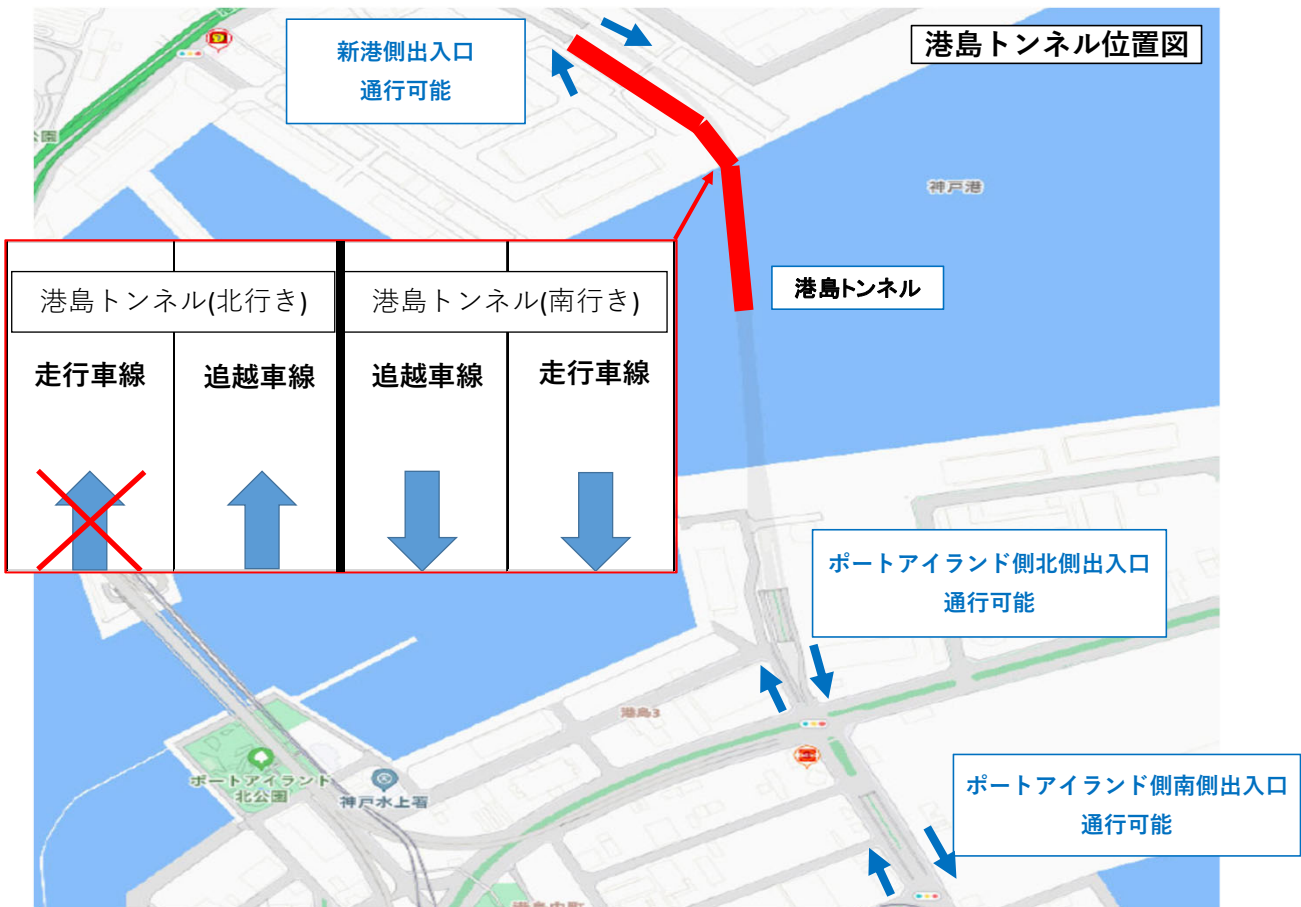 港島トンネル位置図
新港側出入口
通行可能
公園
神戸港
港島トンネル
港島トンネル(北行き)
港島トンネル(南行き)
走行車線
追越車線
追越車線
走行車線
ポートアイランド側北側出入口
通行可能
港島3
ポートアイランド
北公園
神戸水上署
ポートアイランド側南側出入口
通行可能
港島中町